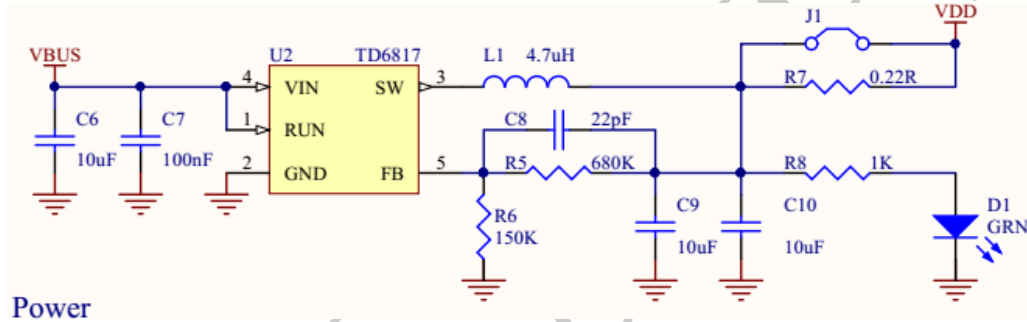 J1
VDD
VBUS
U2
TD6817
L1
4.7uH
4
VIN
SW
3
R7
0.22R
C6
C7
1
RUN
C8
22pF
10uF
100nF
2
GND
FB
5
R5
680K
R8
1K
R6
150K
C9
C10
D1
GRN
10uF
10uF
Power